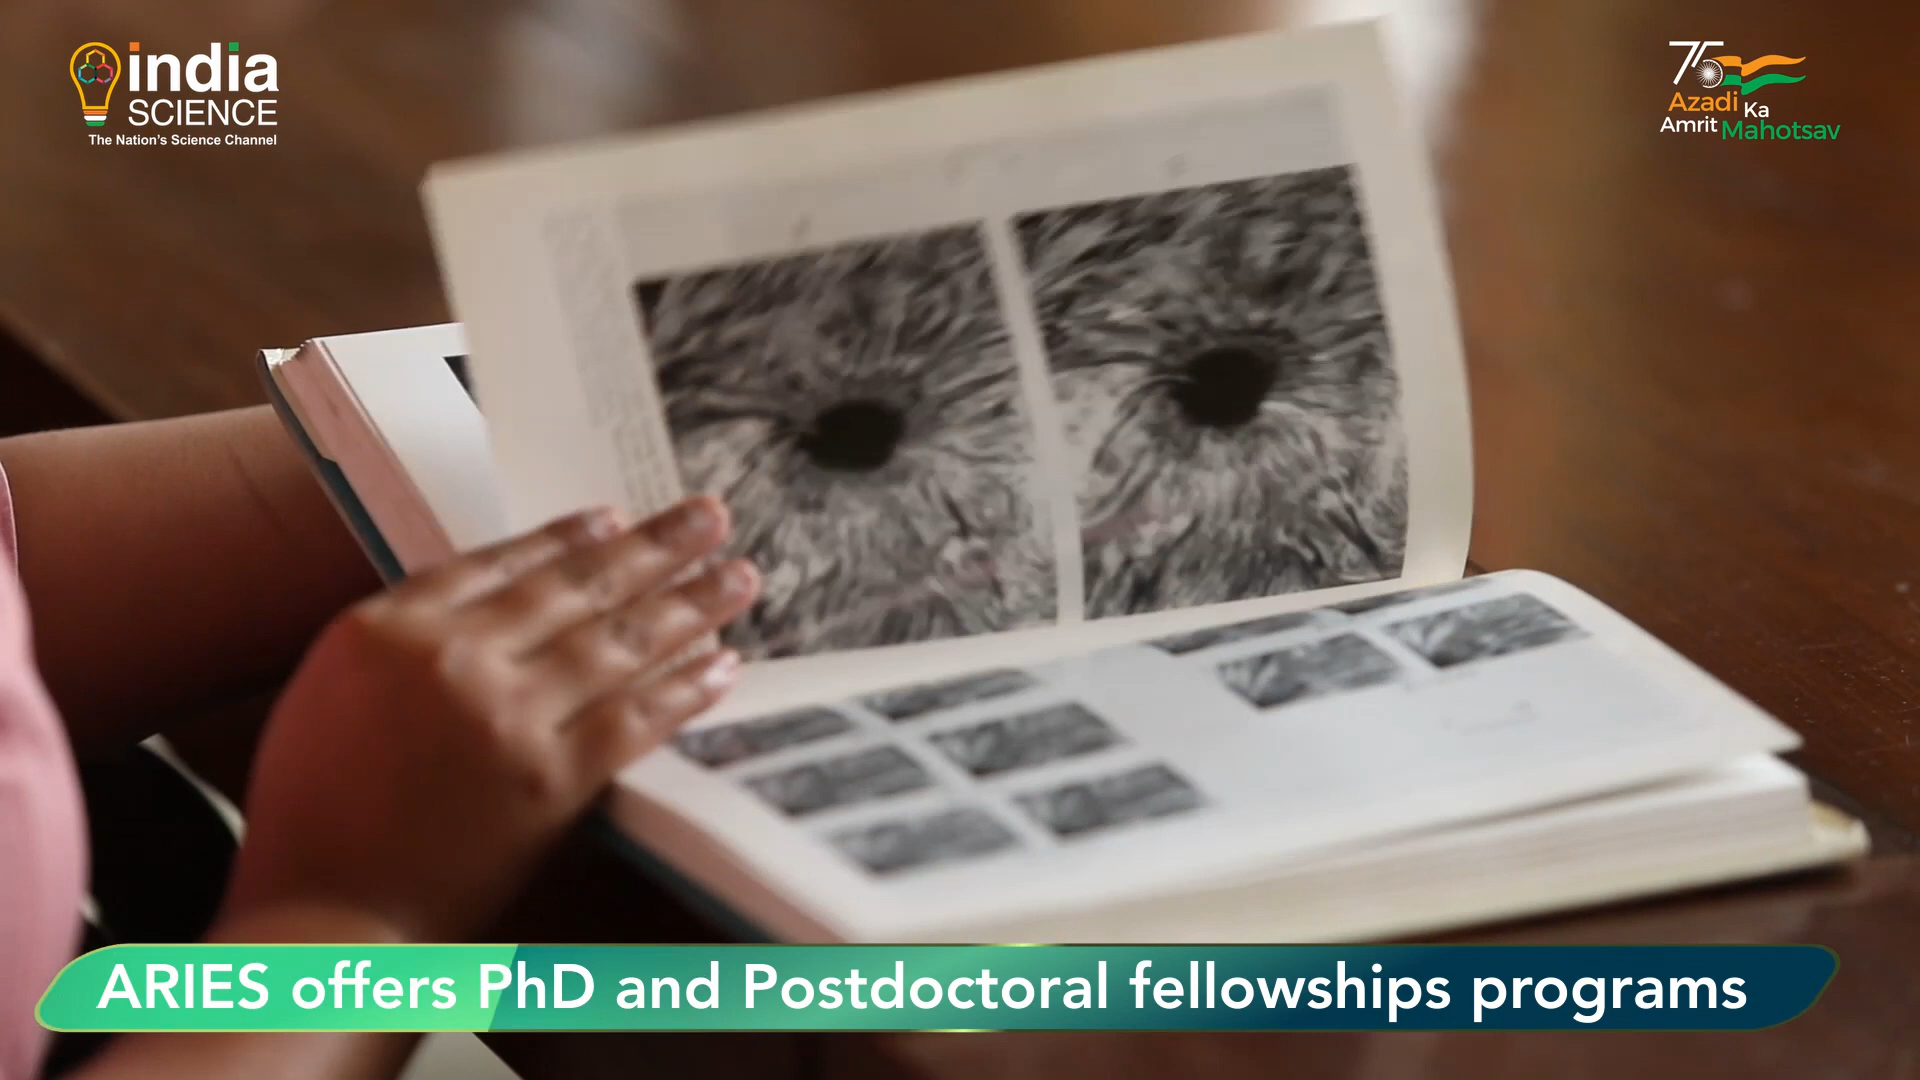 india
SCIENCE
The Nation's Science Channel
75
Azadi Ka
Amrit Mahotsav
ARIES offers PhD and Postdoctoral fellowships programs